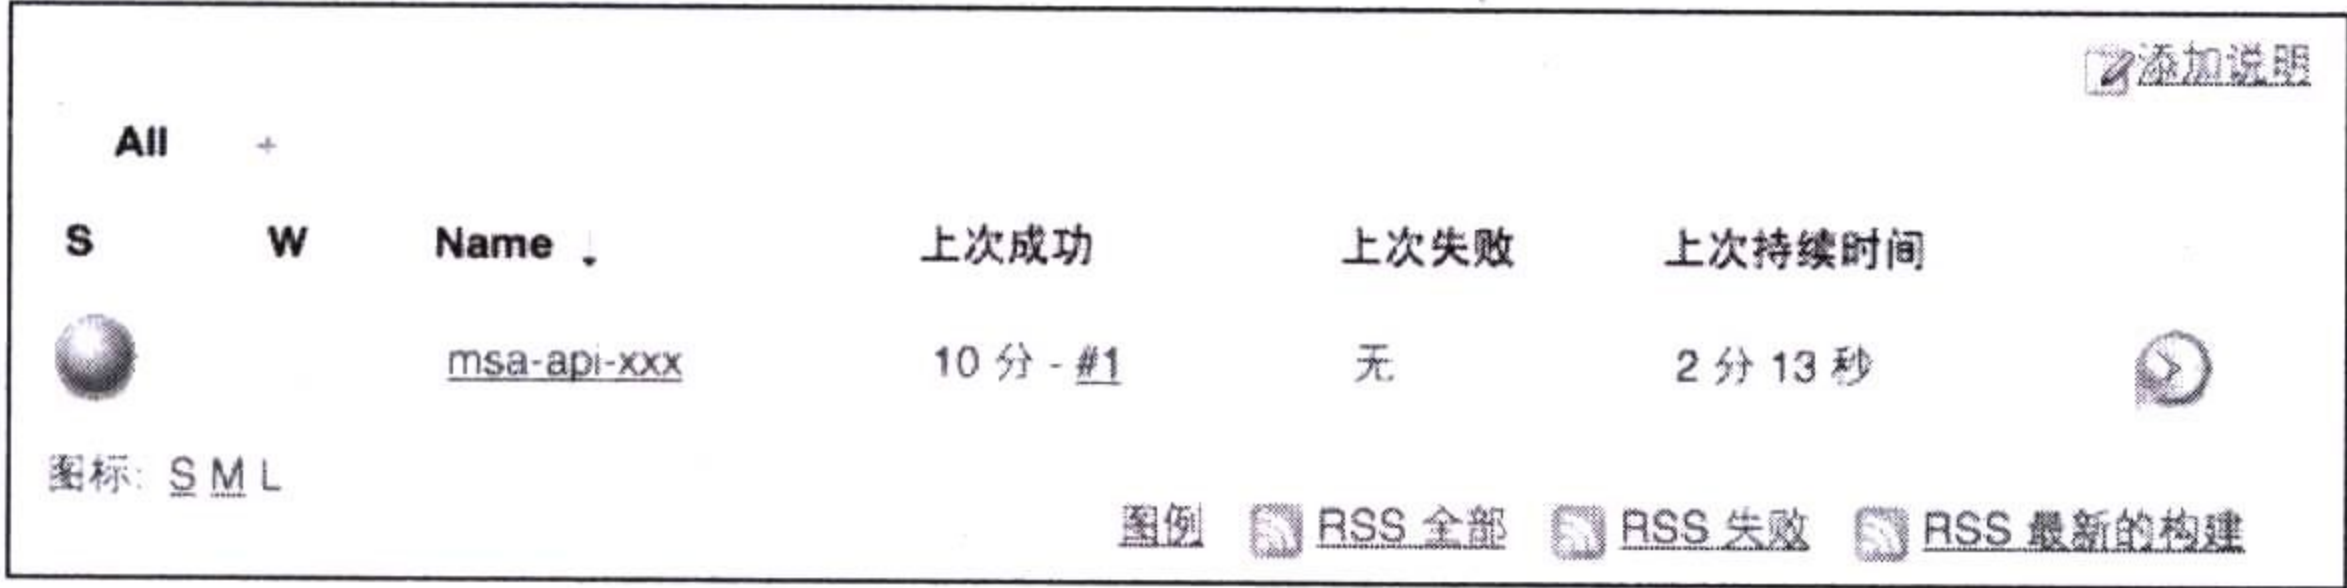 添加说明
All +
S W Name ↓ 上次成功 上次失败 上次持续时间
msa-api-xxx 10 分 - #1 无 2 分 13 秒
图标: S M L
图例 RSS 全部 RSS 失败 RSS 最新的构建